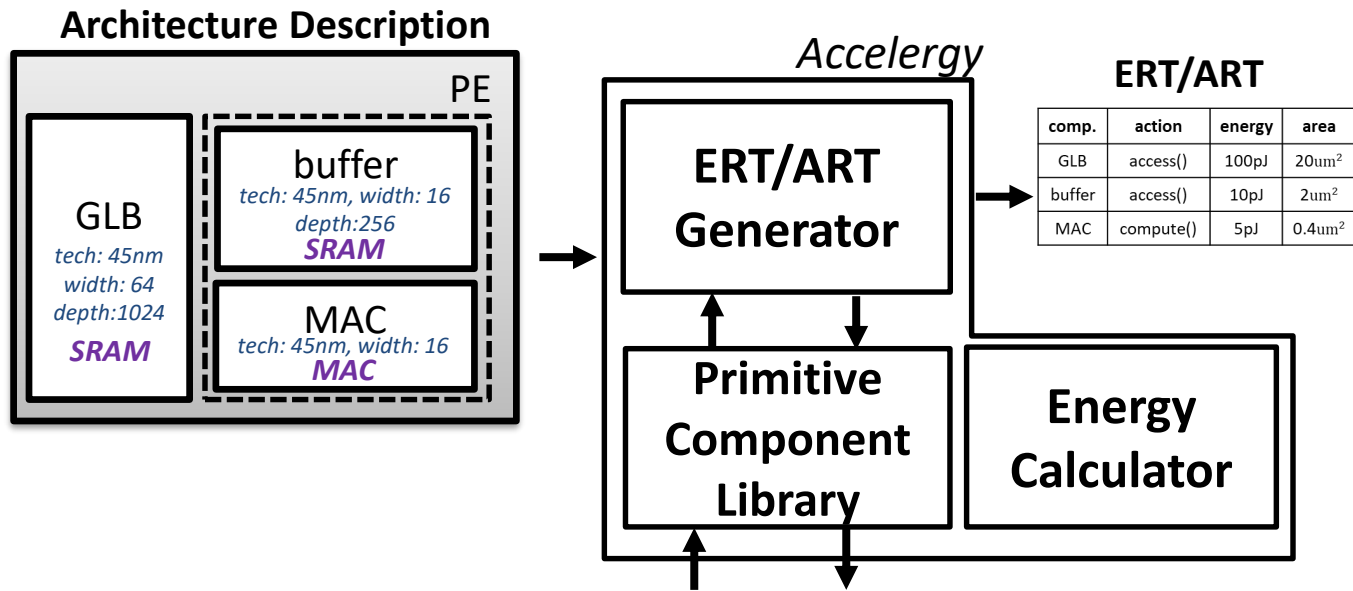 Architecture Description
PE
GLB
tech: 45nm
width: 64
depth:1024
SRAM
buffer
tech: 45nm, width: 16
depth:256
SRAM
MAC
tech: 45nm, width: 16
MAC
Accelergy
ERT/ART
Generator
Primitive
Component
Library
Energy
Calculator
ERT/ART
comp. action energy area
GLB access() 100pJ 20um²
buffer access() 10pJ 2um²
MAC compute() 5pJ 0.4um²